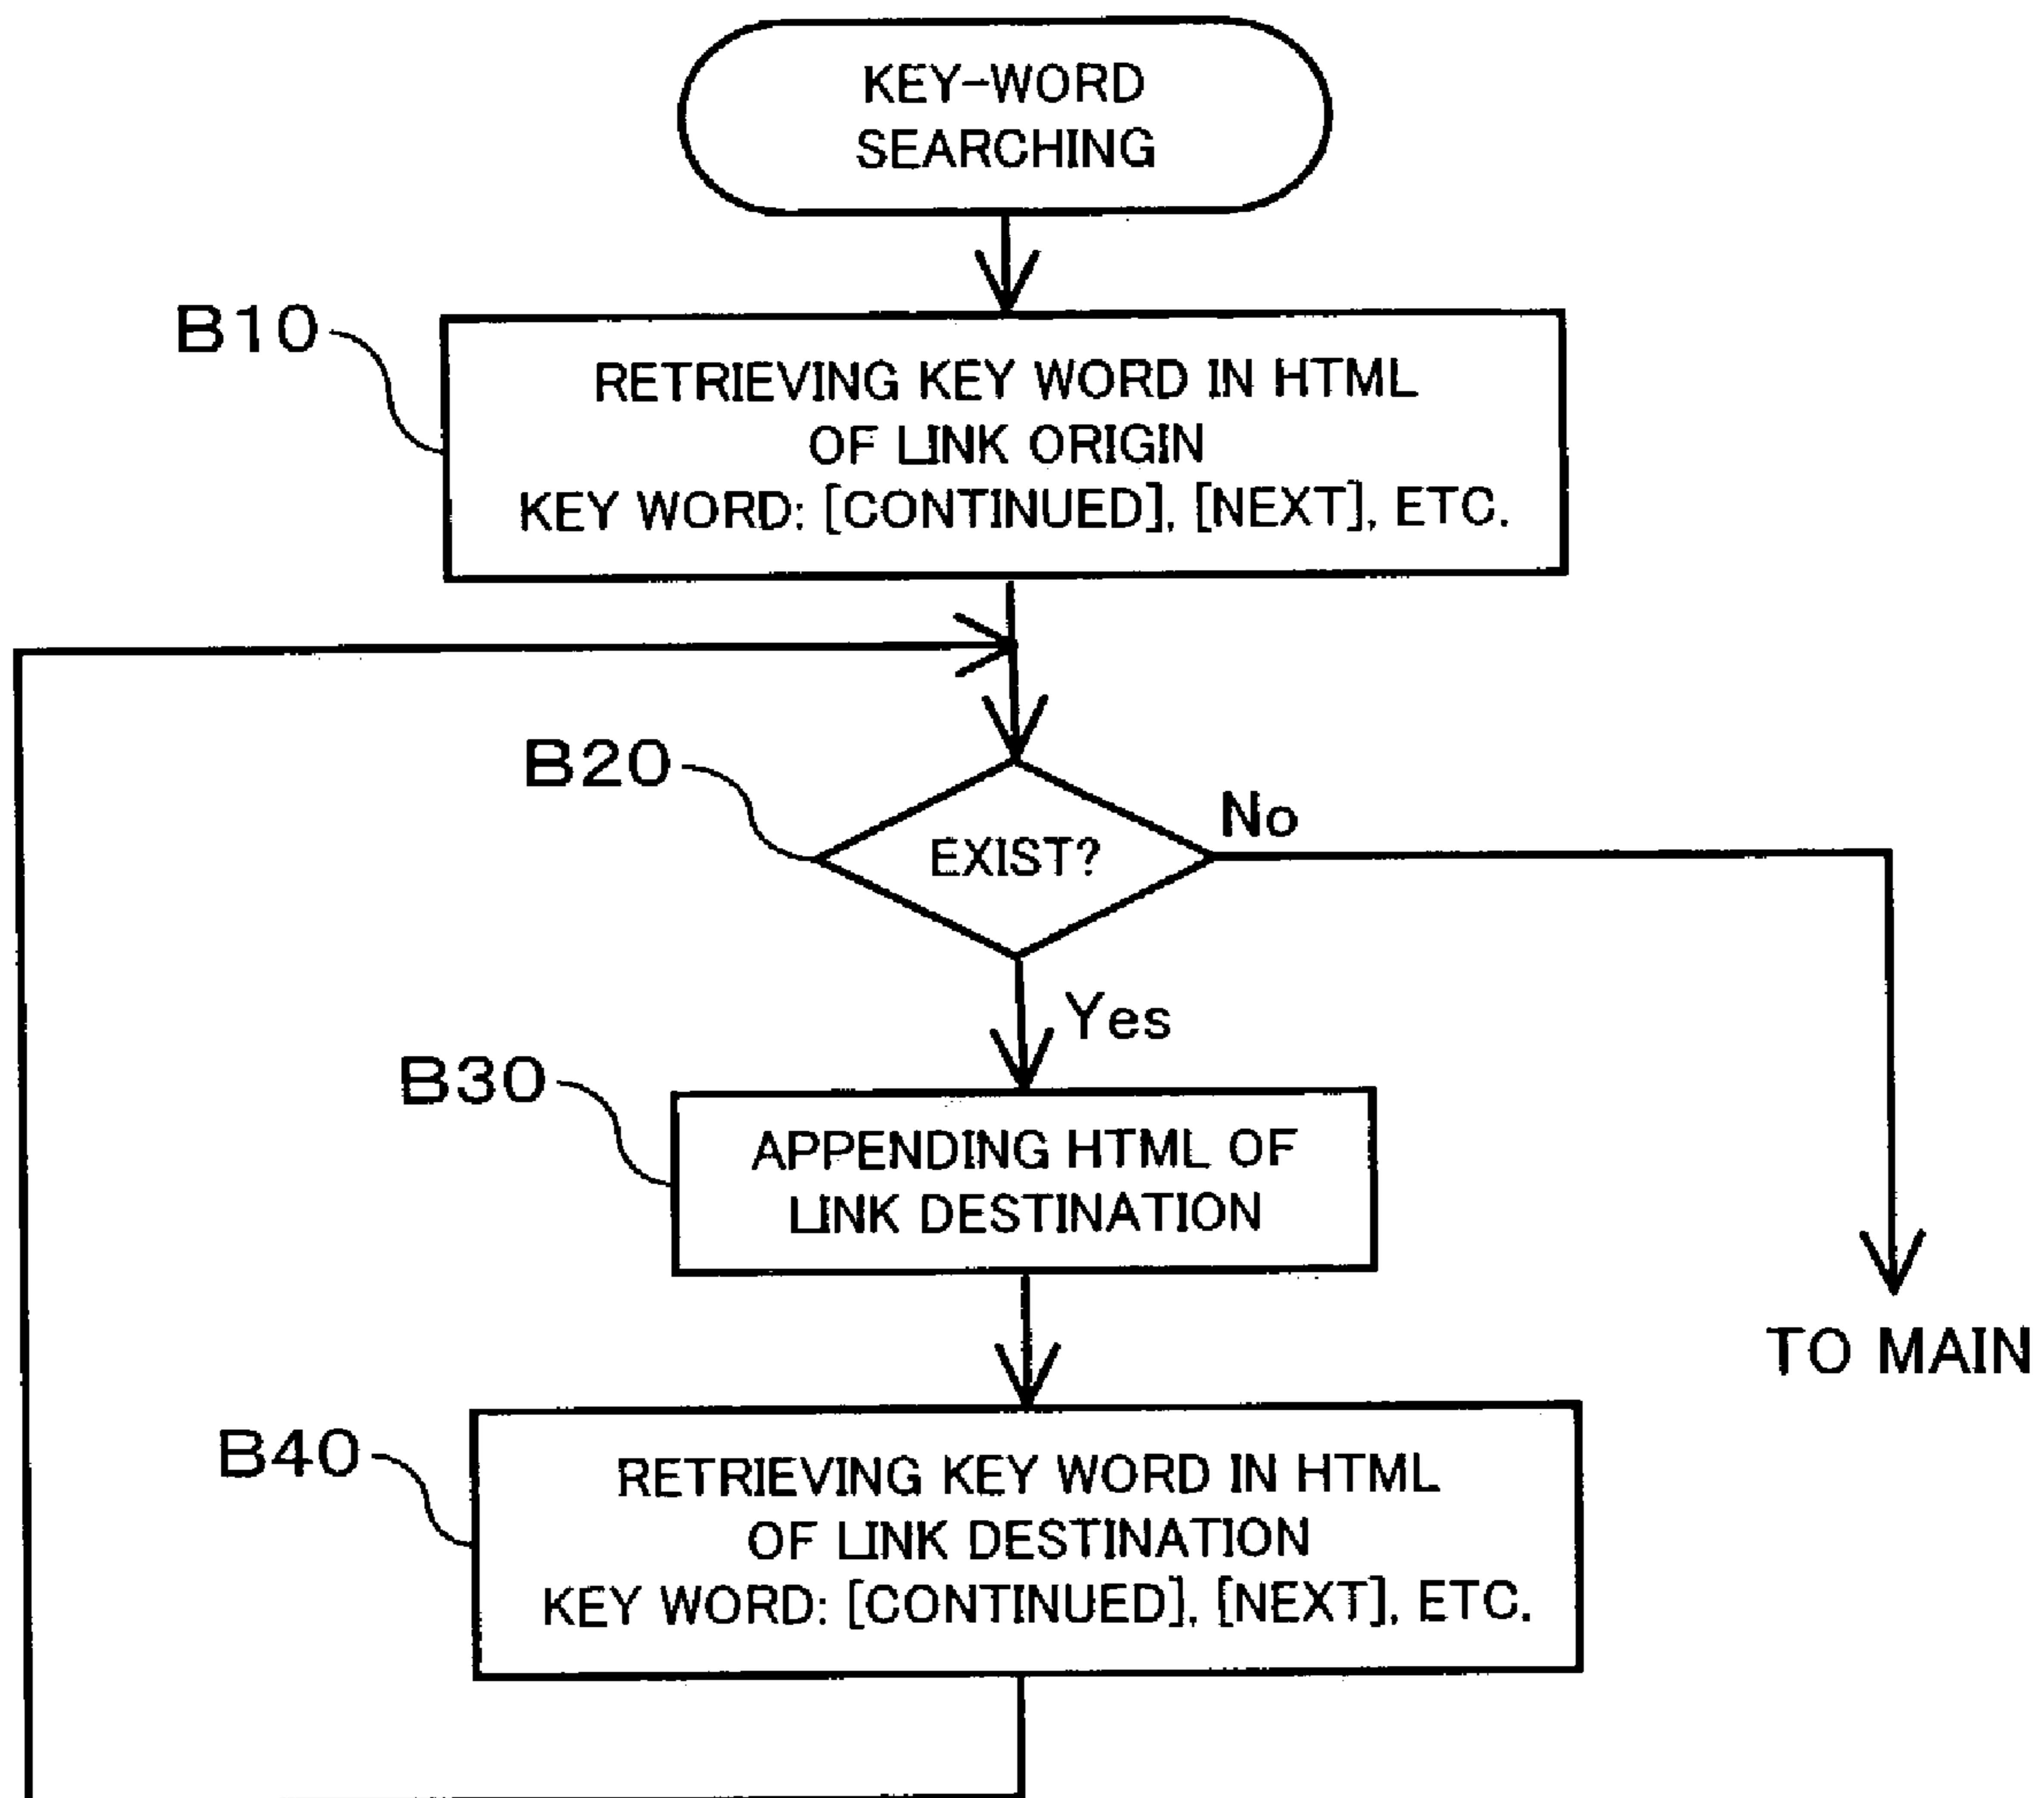 KEY-WORD
SEARCHING
B10
RETRIEVING KEY WORD IN HTML
OF LINK ORIGIN
KEY WORD: [CONTINUED], [NEXT], ETC.
B20
EXIST?
No
Yes
B30
APPENDING HTML OF
LINK DESTINATION
TO MAIN
B40
RETRIEVING KEY WORD IN HTML
OF LINK DESTINATION
KEY WORD: [CONTINUED], [NEXT], ETC.